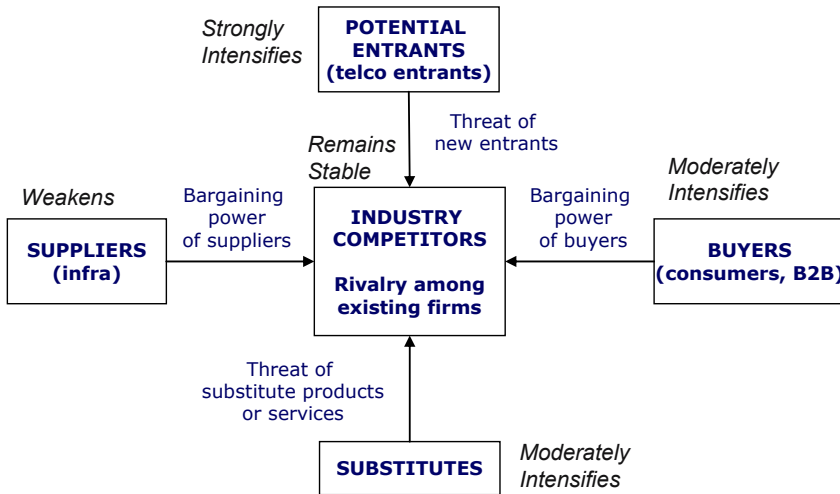 Strongly
Intensifies
POTENTIAL
ENTRANTS
(telco entrants)
Threat of
new entrants
Remains
Stable
Moderately
Intensifies
Weakens
Bargaining
power
of suppliers
Bargaining
power
of buyers
SUPPLIERS
(infra)
INDUSTRY
COMPETITORS
Rivalry among
existing firms
BUYERS
(consumers, B2B)
Threat of
substitute products
or services
SUBSTITUTES
Moderately
Intensifies